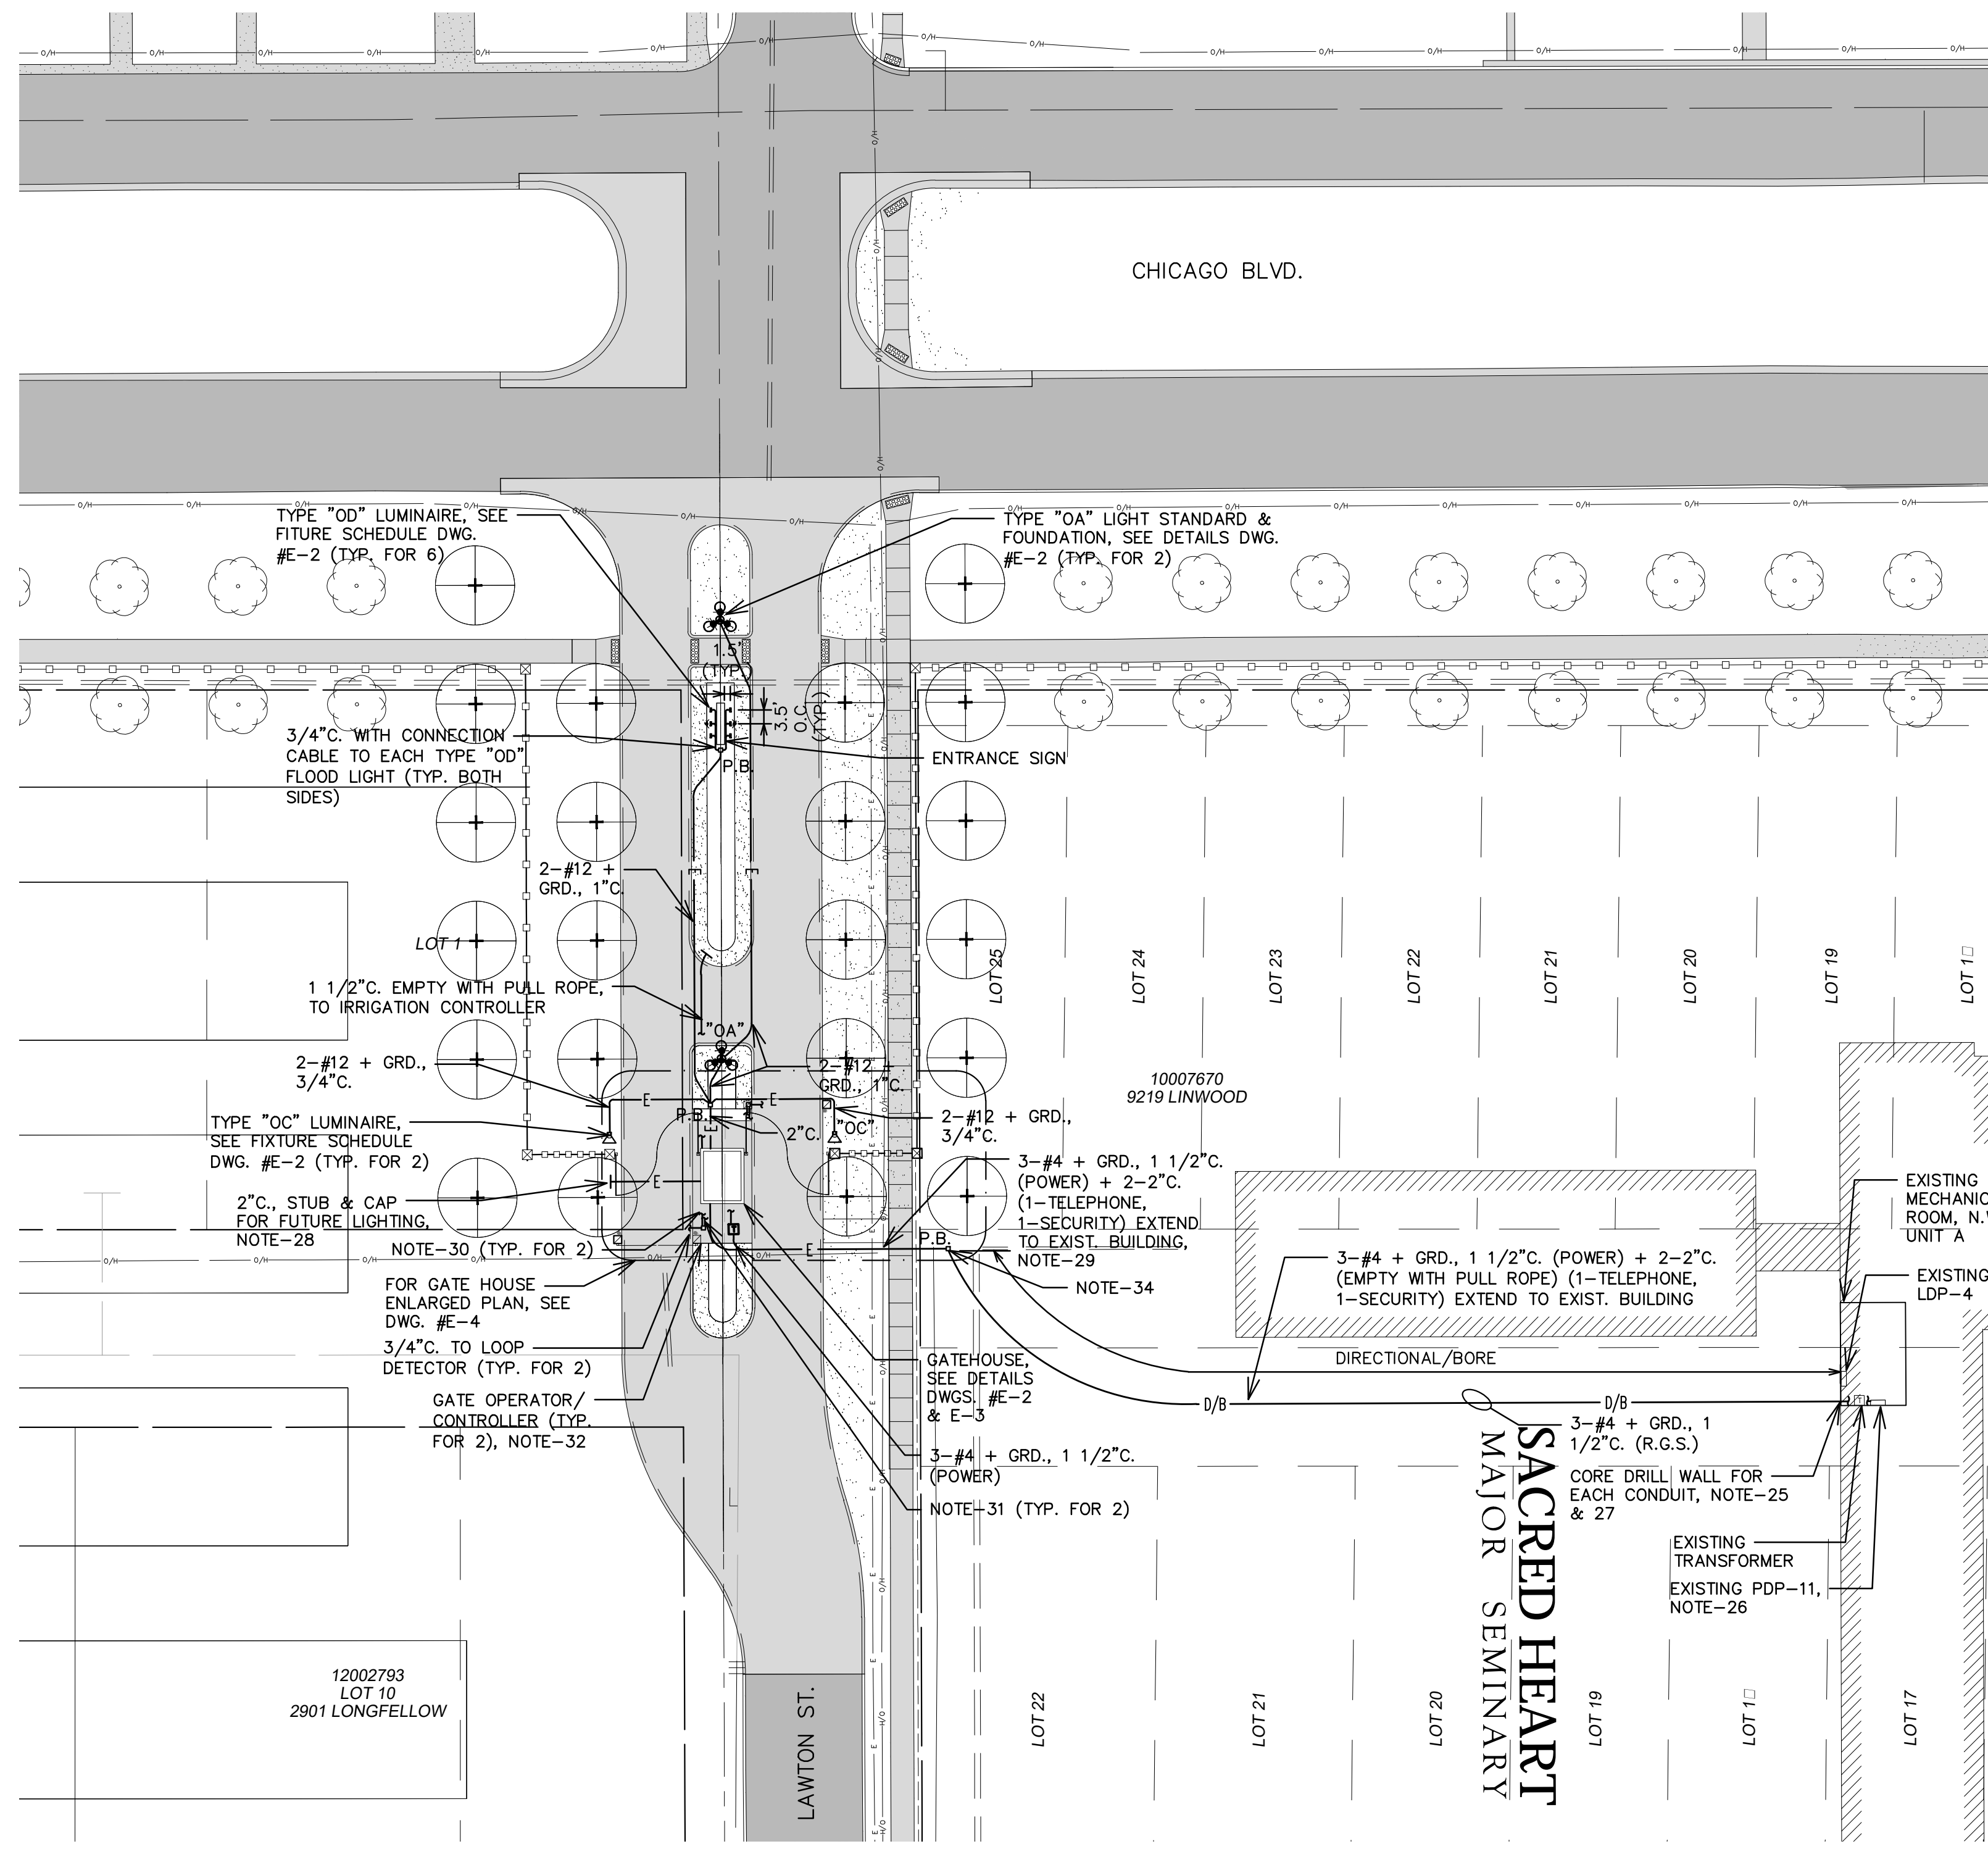 CHICAGO BLVD.
TYPE "OD" LUMINAIRE, SEE
FITURE SCHEDULE DWG.
#E-2 (TYP. FOR 6)
TYPE "OA" LIGHT STANDARD &
FOUNDATION, SEE DETAILS DWG.
#E-2 (TYP. FOR 2)
1.5'
(TYP.)
3.5'
O.C
(TYP.)
3/4"C. WITH CONNECTION
CABLE TO EACH TYPE "OD"
FLOOD LIGHT (TYP. BOTH
SIDES)
P.B.
ENTRANCE SIGN
2-#12 +
GRD., 1"C.
LOT 1
LOT 25
LOT 24
LOT 23
LOT 22
LOT 21
LOT 20
LOT 19
LOT 1
1 1/2"C. EMPTY WITH PULL ROPE,
TO IRRIGATION CONTROLLER
"OA"
2-#12 + GRD.,
3/4"C.
2-#12 +
GRD., 1"C.
10007670
9219 LINWOOD
E
E
P.B.
TYPE "OC" LUMINAIRE,
SEE FIXTURE SCHEDULE
DWG. #E-2 (TYP. FOR 2)
2"C.
"OC"
2-#12 + GRD.,
3/4"C.
E
3-#4 + GRD., 1 1/2"C.
(POWER) + 2-2"C.
(1-TELEPHONE,
1-SECURITY) EXTEND
TO EXIST. BUILDING,
NOTE-29
2"C., STUB & CAP
FOR FUTURE LIGHTING,
NOTE-28
E
EXISTING
MECHANIC
ROOM, N.
UNIT A
NOTE-30 (TYP. FOR 2)
E
P.B.
NOTE-34
3-#4 + GRD., 1 1/2"C. (POWER) + 2-2"C.
(EMPTY WITH PULL ROPE) (1-TELEPHONE,
1-SECURITY) EXTEND TO EXIST. BUILDING
EXISTING
LDP-4
FOR GATE HOUSE
ENLARGED PLAN, SEE
DWG. #E-4
3/4"C. TO LOOP
DETECTOR (TYP. FOR 2)
GATEHOUSE,
SEE DETAILS
DWGS. #E-2
& E-3
DIRECTIONAL/BORE
D/B
D/B
GATE OPERATOR/
CONTROLLER (TYP.
FOR 2), NOTE-32
3-#4 + GRD., 1
1/2"C. (R.G.S.)
3-#4 + GRD., 1 1/2"C.
(POWER)
CORE DRILL WALL FOR
EACH CONDUIT, NOTE-25
& 27
NOTE-31 (TYP. FOR 2)
EXISTING
TRANSFORMER
EXISTING PDP-11,
NOTE-26
SACRED HEART
MAJOR SEMINARY
12002793
LOT 10
2901 LONGFELLOW
LAWTON ST.
LOT 22
LOT 21
LOT 20
LOT 19
LOT 1
LOT 17